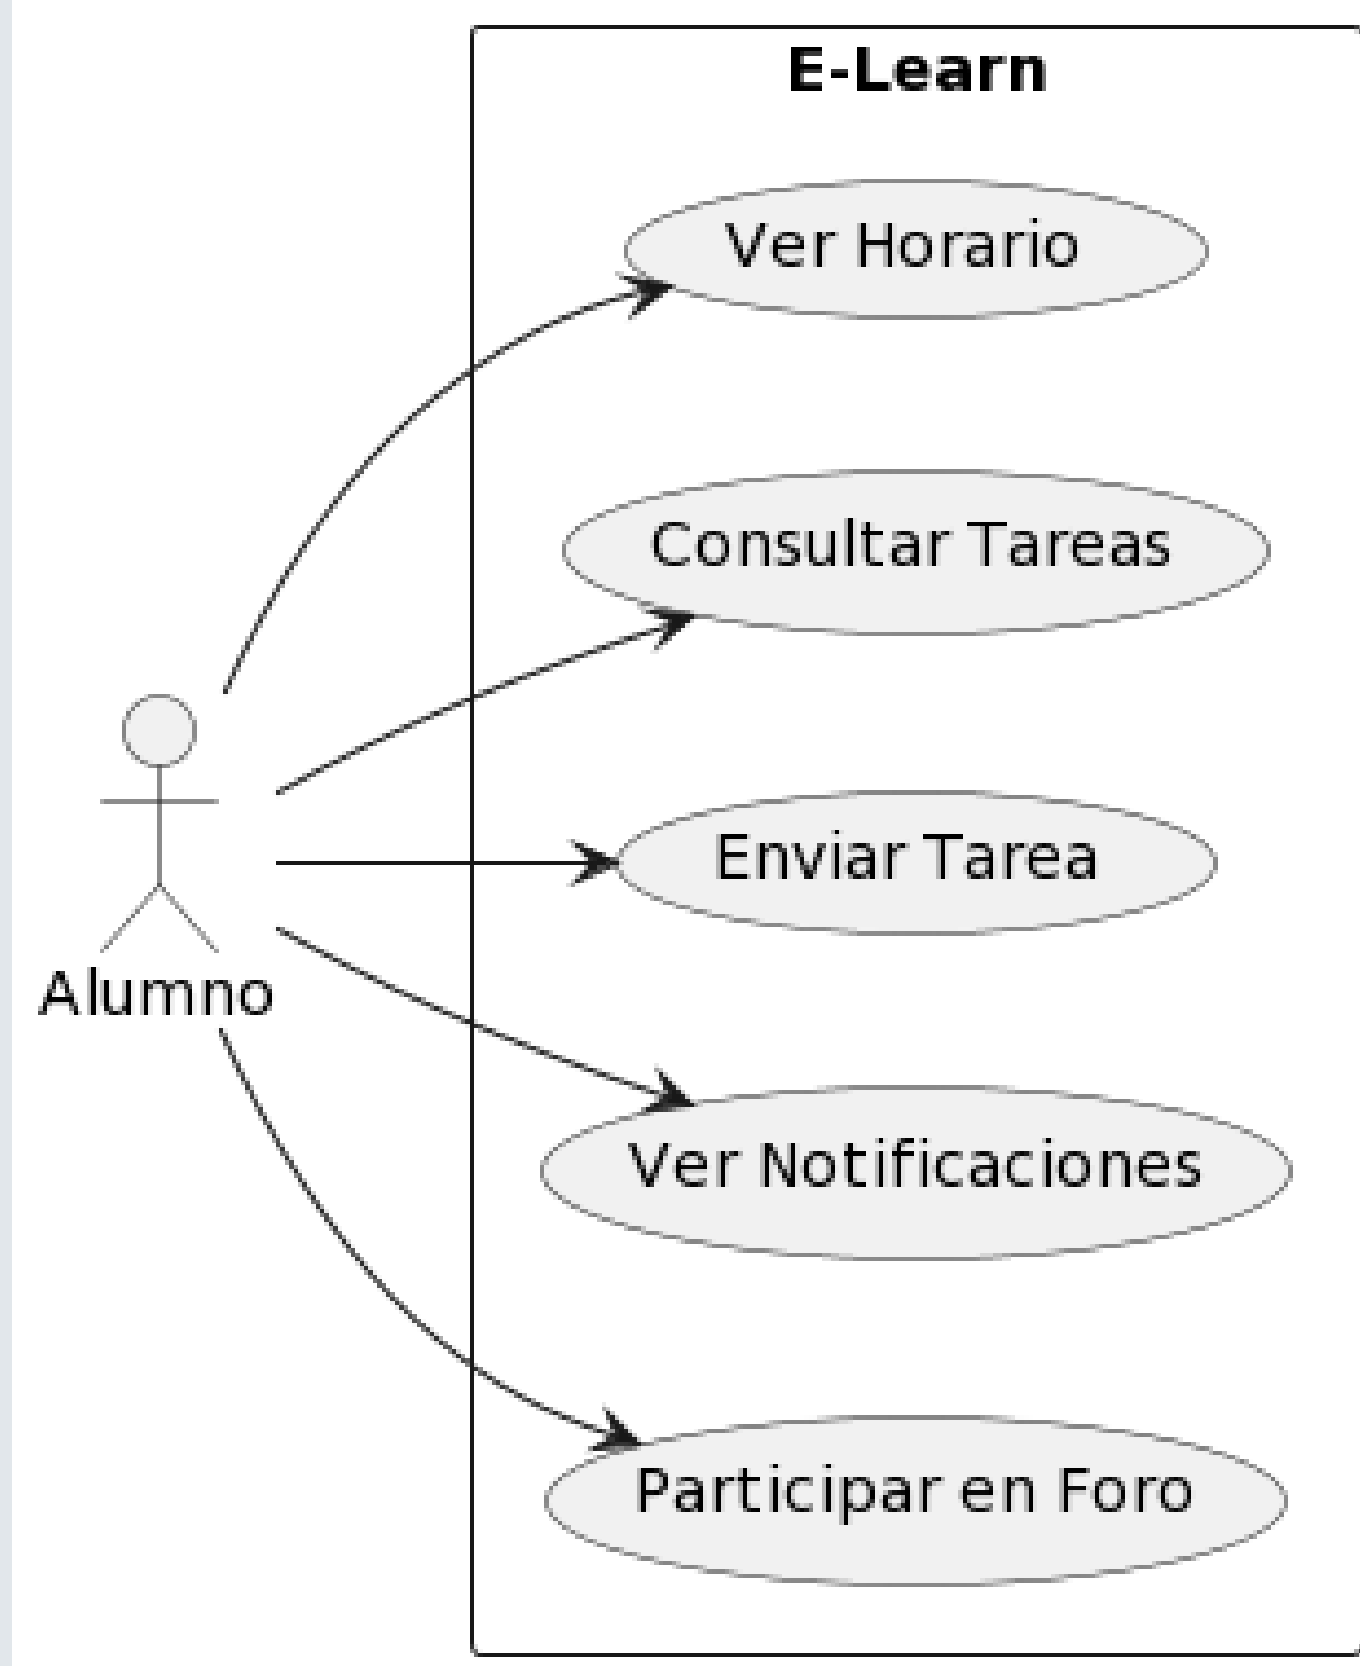 E-Learn
Ver Horario
Consultar Tareas
Enviar Tarea
Alumno
Ver Notificaciones
Participar en Foro